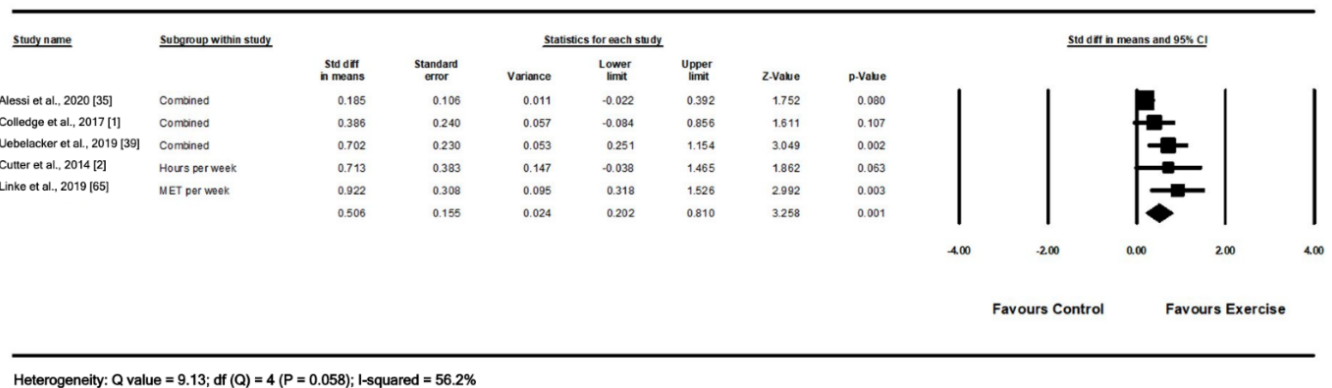 Study name Subgroup within study Statistics for each study Std diff in means and 95% CI
Std diff in means Standard error Variance Lower limit Upper limit Z-Value p-Value
Alessi et al., 2020 [35] Combined 0.185 0.106 0.011 -0.022 0.392 1.752 0.080
Colledge et al., 2017 [1] Combined 0.386 0.240 0.057 -0.084 0.856 1.611 0.107
Uebelacker et al., 2019 [39] Combined 0.702 0.230 0.053 0.251 1.154 3.049 0.002
Cutter et al., 2014 [2] Hours per week 0.713 0.383 0.147 -0.038 1.465 1.862 0.063
Linke et al., 2019 [65] MET per week 0.922 0.308 0.095 0.318 1.526 2.992 0.003
0.506 0.155 0.024 0.202 0.810 3.258 0.001
-4.00 -2.00 0.00 2.00 4.00
Favours Control Favours Exercise
Heterogeneity: Q value = 9.13; df (Q) = 4 (P = 0.058); I-squared = 56.2%